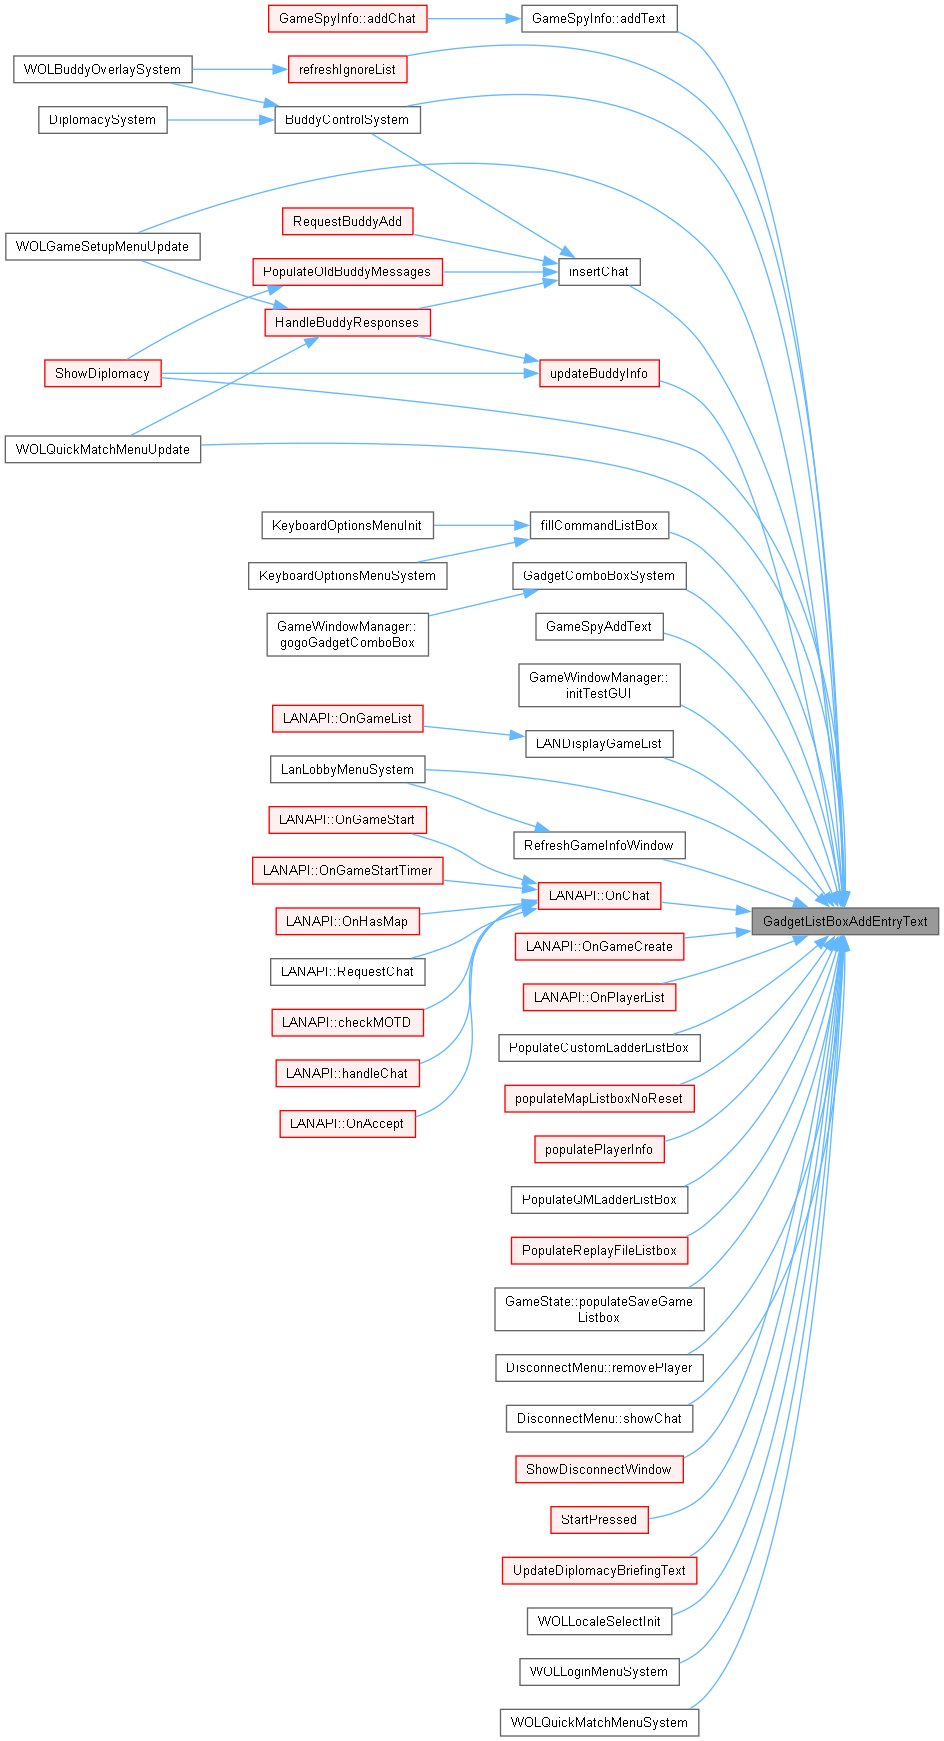 GameSpyInfo::addChat
GameSpyInfo::addText
WOLBuddyOverlaySystem
refreshIgnoreList
DiplomacySystem
BuddyControlSystem
RequestBuddyAdd
WOLGameSetupMenuUpdate
PopulateOldBuddyMessages
insertChat
HandleBuddyResponses
ShowDiplomacy
updateBuddyInfo
WOLQuickMatchMenuUpdate
KeyboardOptionsMenuInit
fillCommandListBox
KeyboardOptionsMenuSystem
GadgetComboBoxSystem
GameWindowManager::
gogoGadgetComboBox
GameSpyAddText
GameWindowManager::
initTestGUI
LANAPI::OnGameList
LANDisplayGameList
LanLobbyMenuSystem
LANAPI::OnGameStart
RefreshGameInfoWindow
LANAPI::OnGameStartTimer
LANAPI::OnChat
LANAPI::OnHasMap
GadgetListBoxAddEntryText
LANAPI::OnGameCreate
LANAPI::RequestChat
LANAPI::OnPlayerList
LANAPI::checkMOTD
PopulateCustomLadderListBox
LANAPI::handleChat
populateMapListboxNoReset
LANAPI::OnAccept
populatePlayerInfo
PopulateQMLadderListBox
PopulateReplayFileListbox
GameState::populateSaveGame
Listbox
DisconnectMenu::removePlayer
DisconnectMenu::showChat
ShowDisconnectWindow
StartPressed
UpdateDiplomacyBriefingText
WOLLocaleSelectInit
WOLLoginMenuSystem
WOLQuickMatchMenuSystem